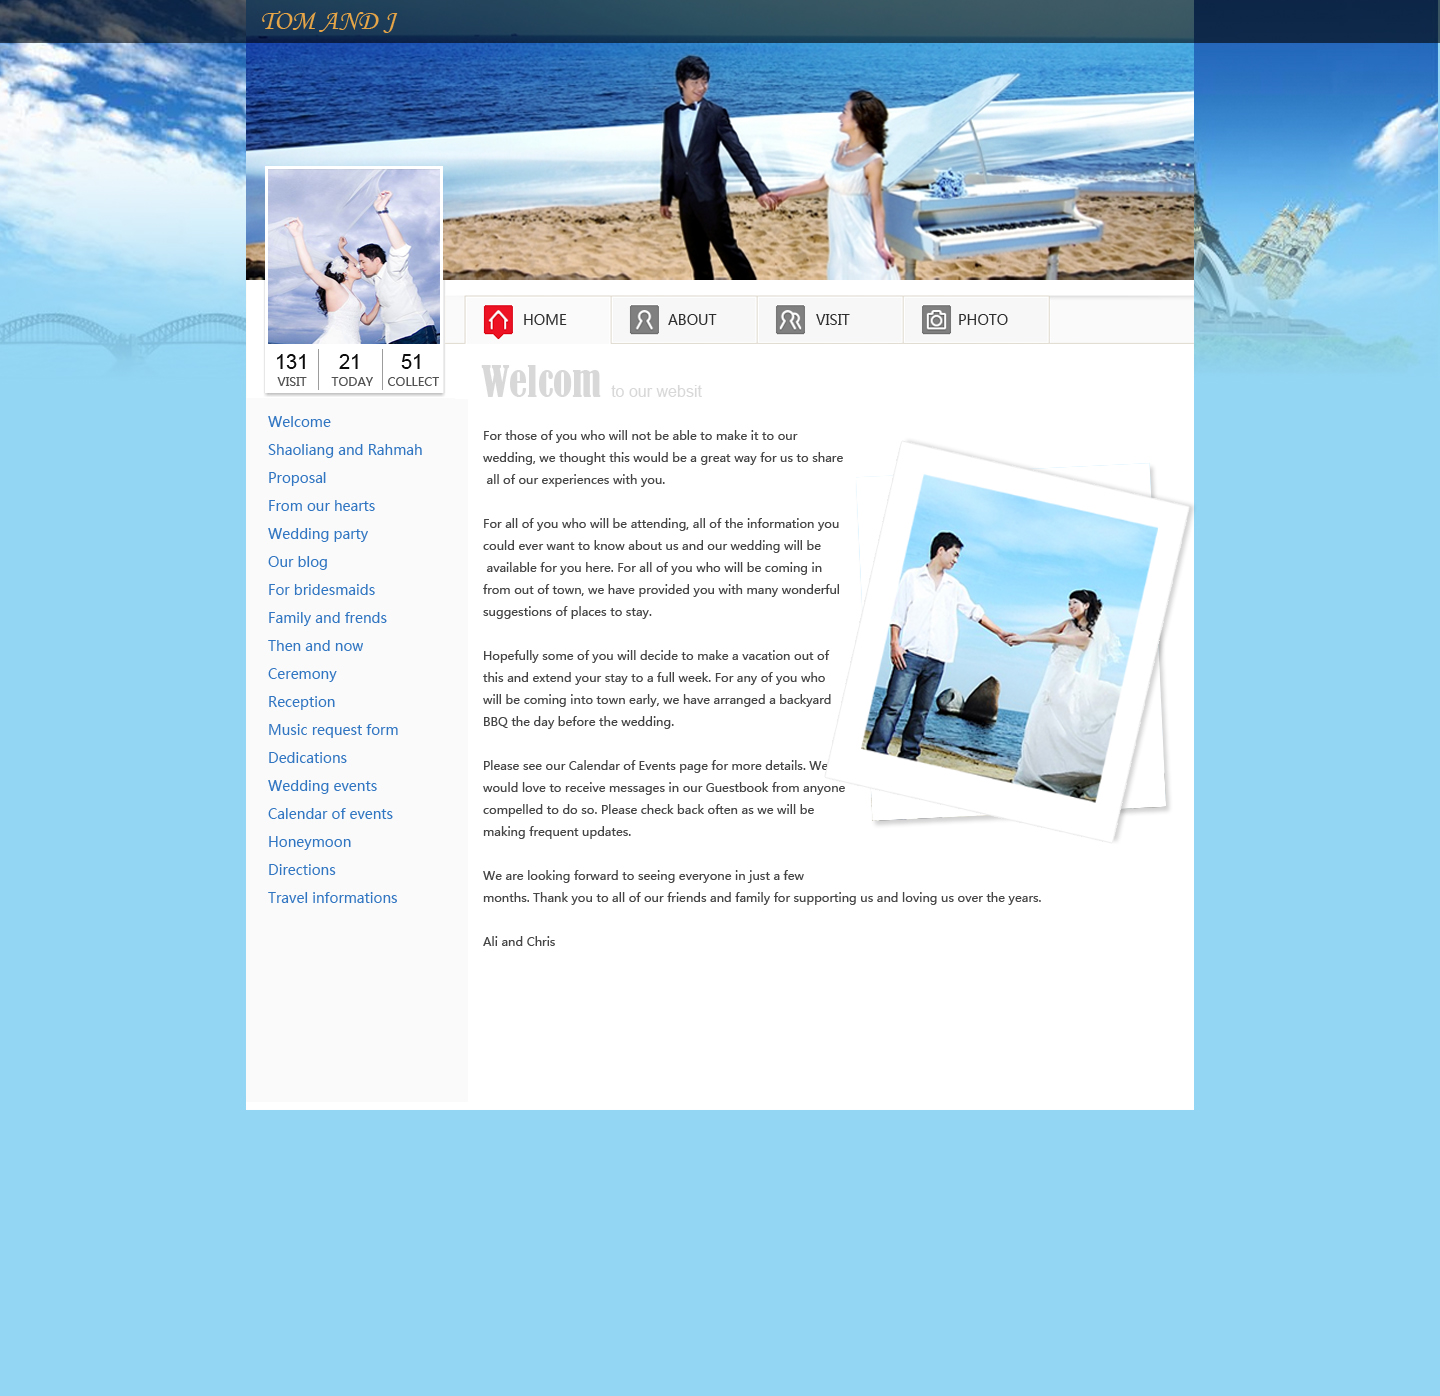 TOM AND J
HOME
ABOUT
VISIT
PHOTO
131
VISIT
21
TODAY
51
COLLECT
Welcome
Shaoliang and Rahmah
Proposal
From our hearts
Wedding party
Our blog
For bridesmaids
Family and frends
Then and now
Ceremony
Reception
Music request form
Dedications
Wedding events
Calendar of events
Honeymoon
Directions
Travel informations
Welcom to our websit
For those of you who will not be able to make it to our
wedding, we thought this would be a great way for us to share
all of our experiences with you.
For all of you who will be attending, all of the information you
could ever want to know about us and our wedding will be
available for you here. For all of you who will be coming in
from out of town, we have provided you with many wonderful
suggestions of places to stay.
Hopefully some of you will decide to make a vacation out of
this and extend your stay to a full week. For any of you who
will be coming into town early, we have arranged a backyard
BBQ the day before the wedding.
Please see our Calendar of Events page for more details. We
would love to receive messages in our Guestbook from anyone
compelled to do so. Please check back often as we will be
making frequent updates.
We are looking forward to seeing everyone in just a few
months. Thank you to all of our friends and family for supporting us and loving us over the years.
Ali and Chris